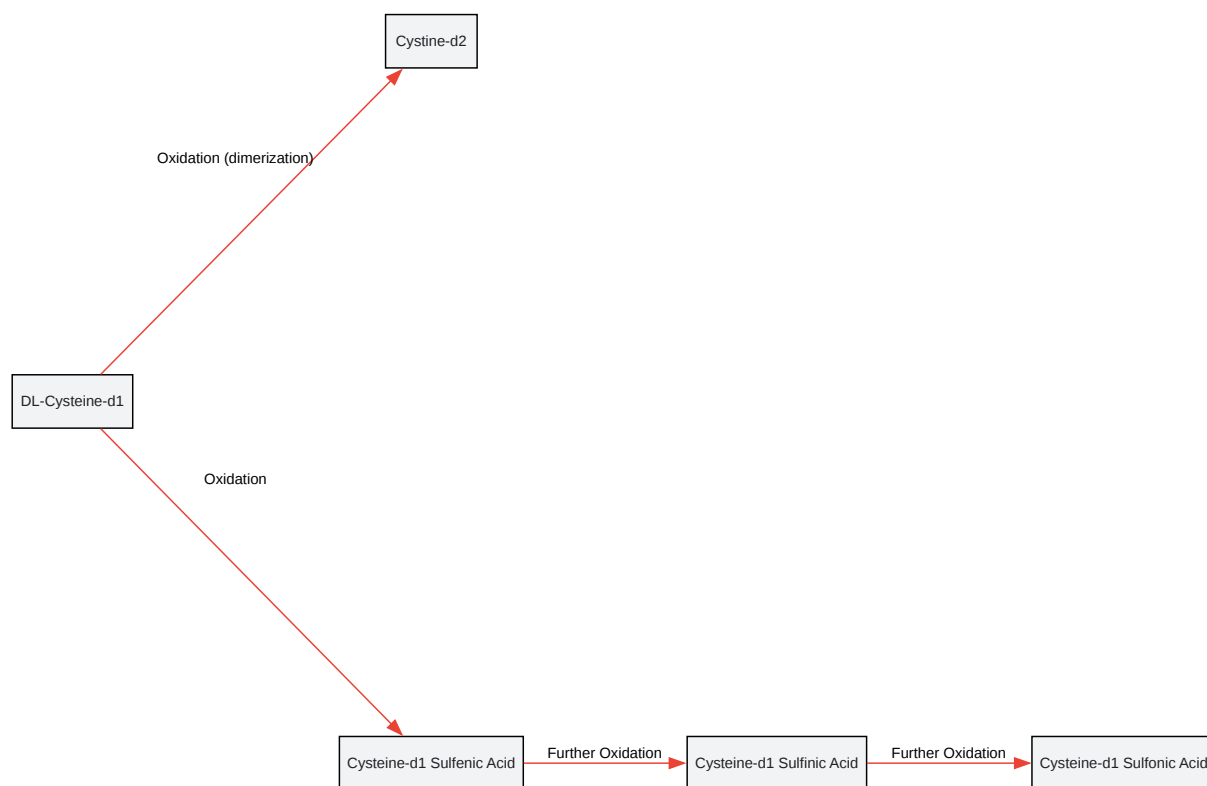 Cystine-d2
Oxidation (dimerization)
DL-Cysteine-d1
Oxidation
Further Oxidation
Further Oxidation
Cysteine-d1 Sulfenic Acid
Cysteine-d1 Sulfinic Acid
Cysteine-d1 Sulfonic Acid